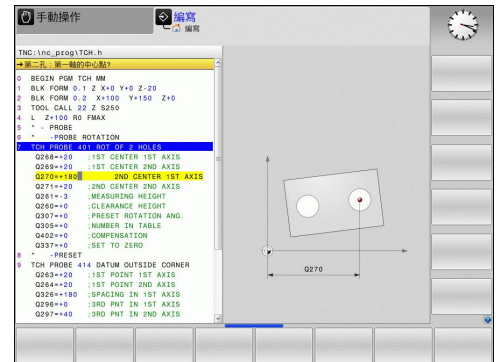 手動操作
編寫
編寫
TNC:\nc_prog\TCH.h
→第二孔：第一軸的中心點?
0 BEGIN PGM TCH MM
1 BLK FORM 0.1 Z X+0 Y+0 Z-20
2 BLK FORM 0.2 X+100 Y+150 Z+0
3 TOOL CALL 22 Z S250
4 L Z+100 R0 FMAX
5 * - PROBE
6 * -PROBE ROTATION
7 TCH PROBE 401 ROT OF 2 HOLES
Q268=+20 ;1ST CENTER 1ST AXIS
Q269=+20 ;1ST CENTER 2ND AXIS
Q270=+180 2ND CENTER 1ST AXIS
Q271=+20 ;2ND CENTER 2ND AXIS
Q261=-3 ;MEASURING HEIGHT
Q260=+0 ;CLEARANCE HEIGHT
Q307=+0 ;PRESET ROTATION ANG.
Q305=+0 ;NUMBER IN TABLE
Q402=+0 ;COMPENSATION
Q337=+0 ;SET TO ZERO
8 * -PRESET
9 TCH PROBE 414 DATUM OUTSIDE CORNER
Q263=+20 ;1ST POINT 1ST AXIS
Q264=+20 ;1ST POINT 2ND AXIS
Q326=+180 ;SPACING IN 1ST AXIS
Q296=+0 ;3RD PNT IN 1ST AXIS
Q297=+40 ;3RD PNT IN 2ND AXIS
Q270